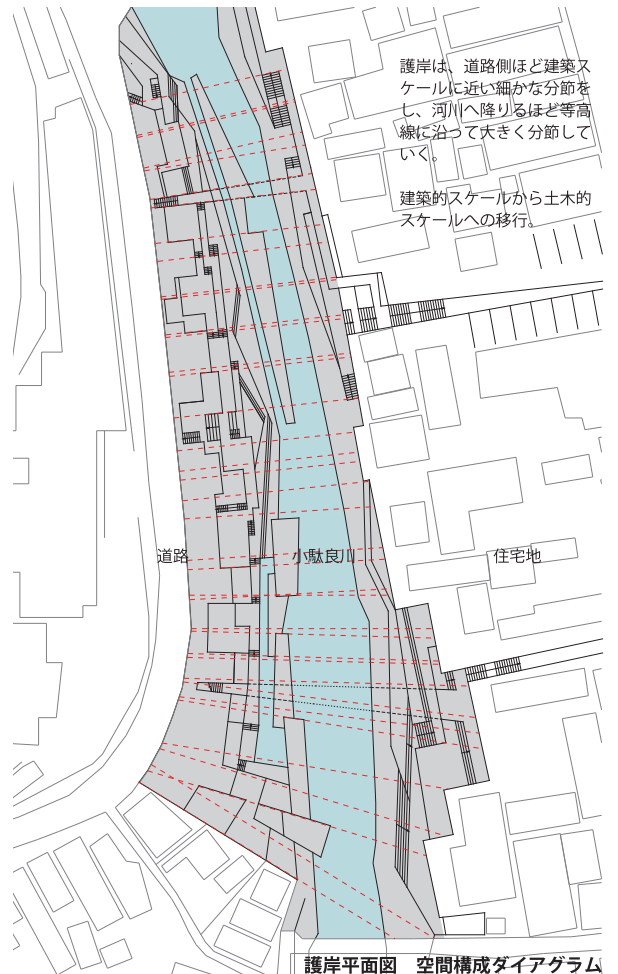 護岸は、道路側ほど建築ス
ケールに近い細かな分節を
し、河川へ降りるほど等高
線に沿って大きく分節して
いく。
建築的スケールから土木的
スケールへの移行。
道路　小駄良川　住宅地
護岸平面図　空間構成ダイアグラム